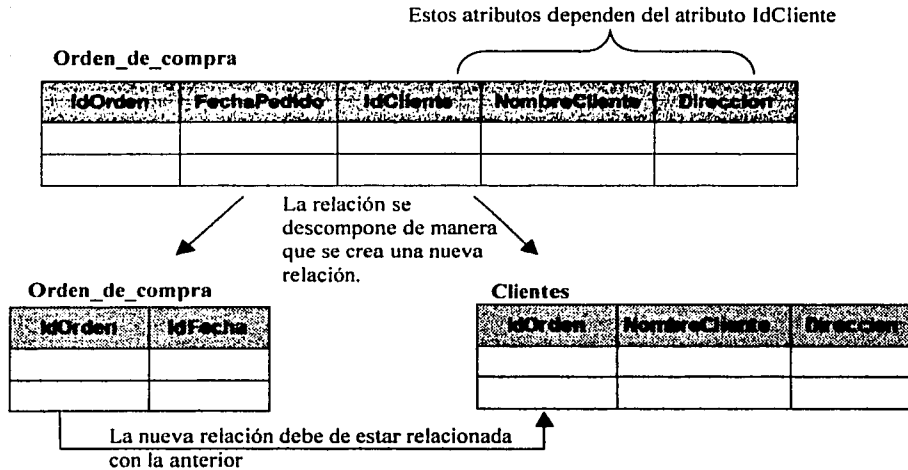 Estos atributos dependen del atributo IdCliente
Orden_de_compra
IdOrden FechaPedido IdCliente NombreCliente Direccion
La relación se
descompone de manera
que se crea una nueva
relación.
Orden_de_compra
IdOrden IdFecha
Clientes
IdOrden NombreCliente Direccion
La nueva relación debe de estar relacionada
con la anterior